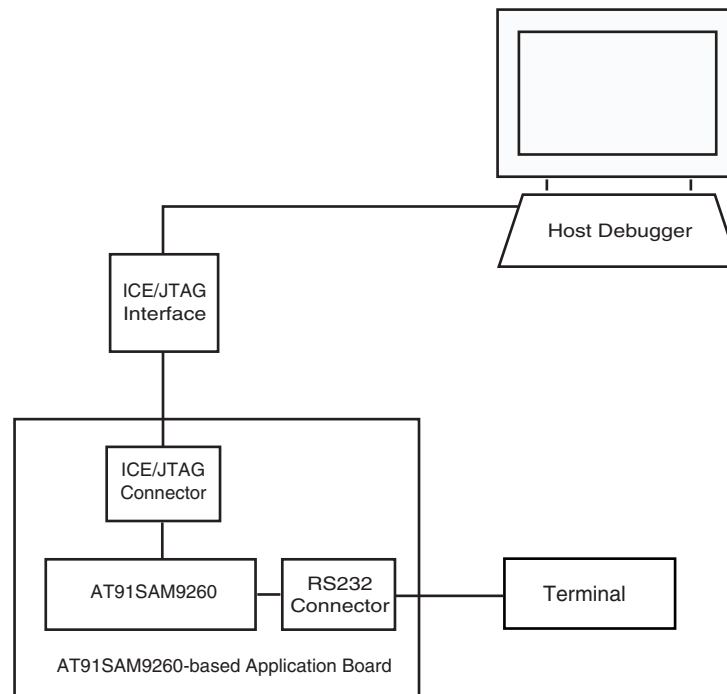 Host Debugger
ICE/JTAG
Interface
ICE/JTAG
Connector
AT91SAM9260
RS232
Connector
Terminal
AT91SAM9260-based Application Board